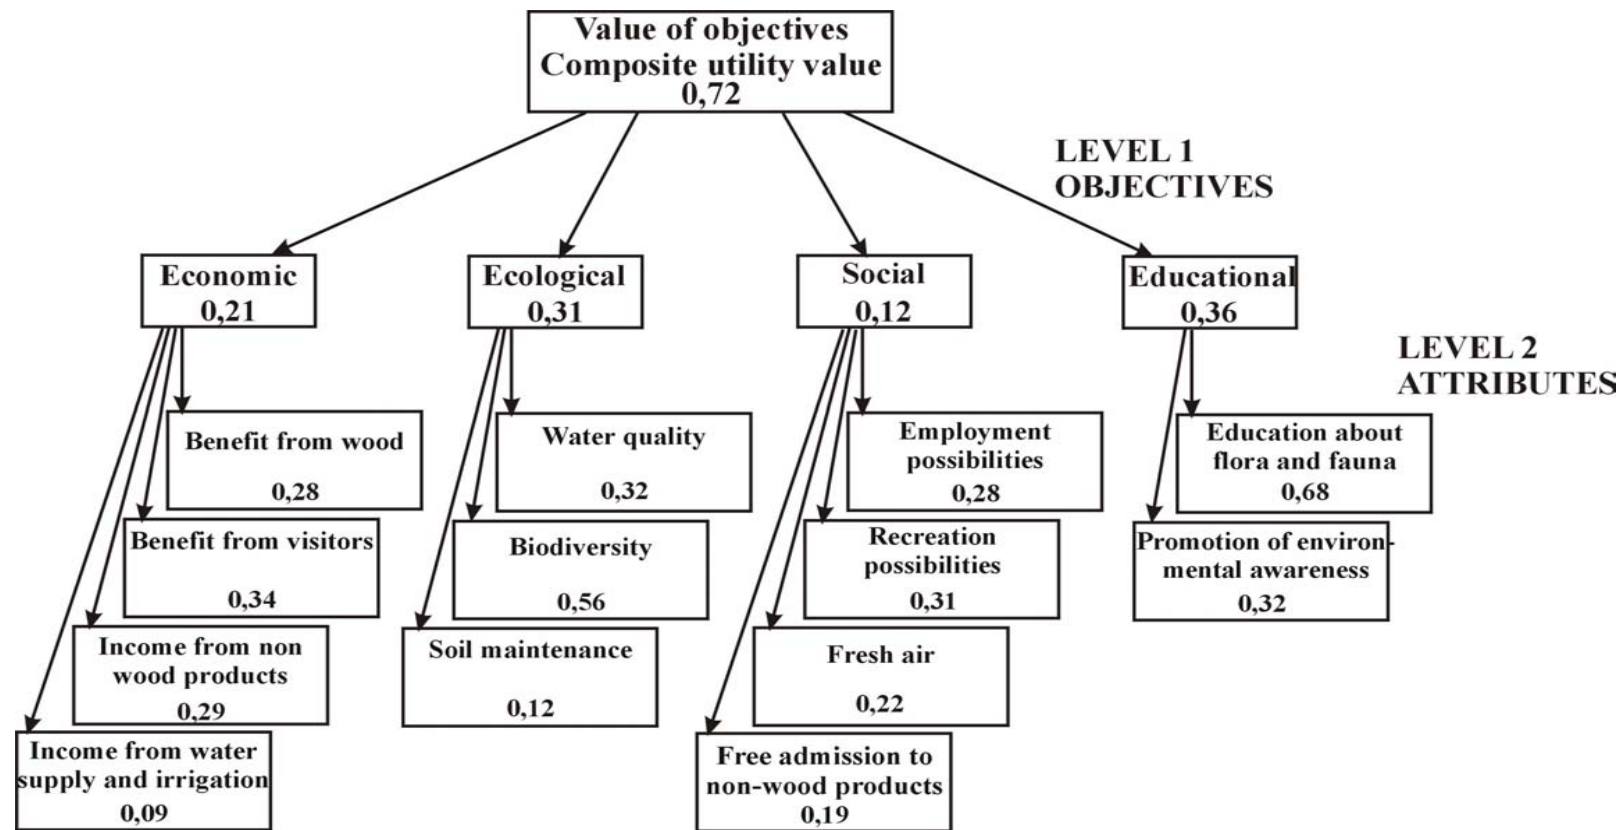 Value of objectives
Composite utility value
0,72
LEVEL 1
OBJECTIVES
Economic
0,21
Ecological
0,31
Social
0,12
Educational
0,36
LEVEL 2
ATTRIBUTES
Benefit from wood
0,28
Benefit from visitors
0,34
Income from non
wood products
0,29
Income from water
supply and irrigation
0,09
Water quality
0,32
Biodiversity
0,56
Soil maintenance
0,12
Employment
possibilities
0,28
Recreation
possibilities
0,31
Fresh air
0,22
Free admission to
non-wood products
0,19
Education about
flora and fauna
0,68
Promotion of environ-
mental awareness
0,32